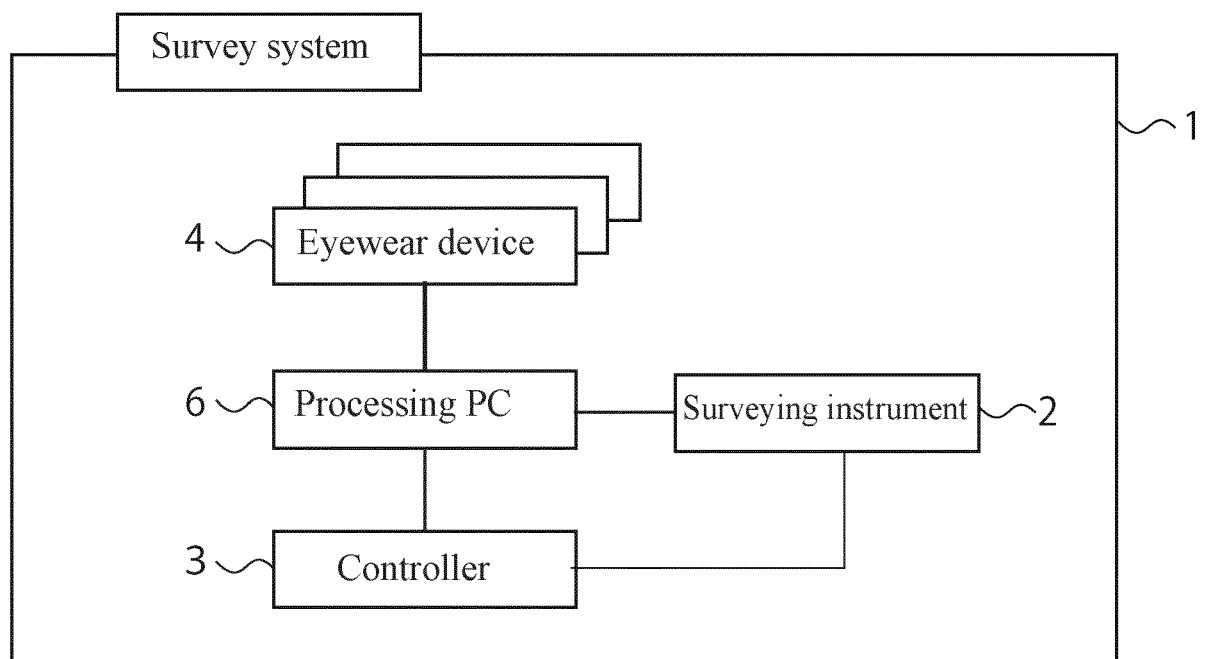 Survey system
1
4
Eyewear device
6
Processing PC
Surveying instrument
2
3
Controller